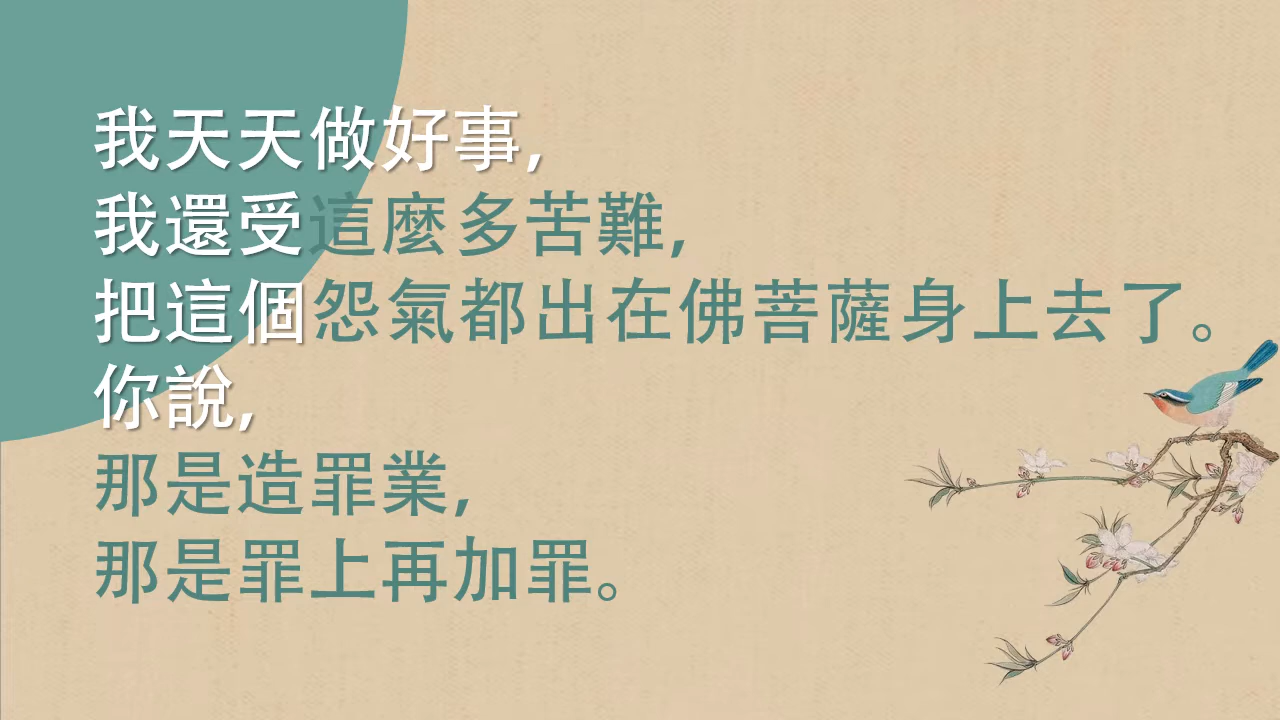 我天天做好事,
我還受這麼多苦難,
把這個怨氣都出在佛菩薩身上去了。
你說,
那是造罪業,
那是罪上再加罪。